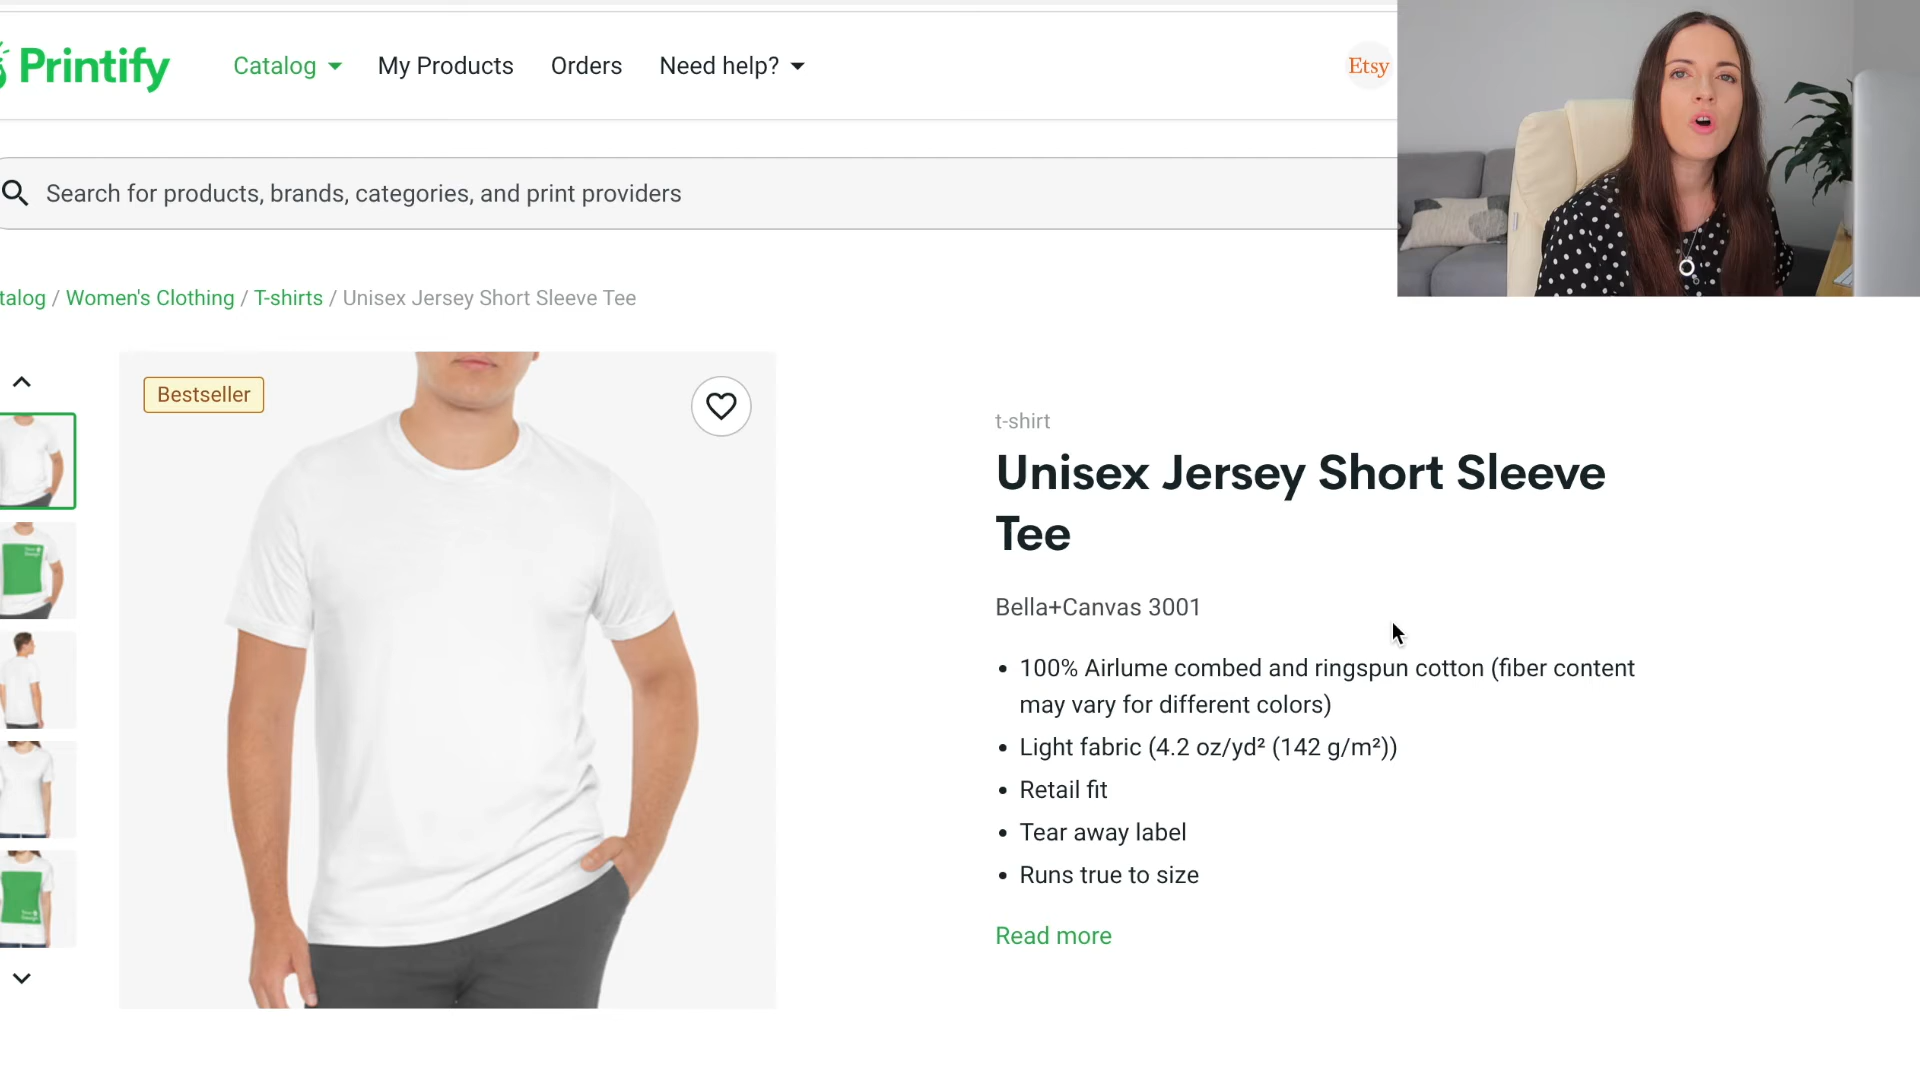 Printify
Catalog
My Products
Orders
Need help?
Etsy
Search for products, brands, categories, and print providers
talog / Women's Clothing / T-shirts / Unisex Jersey Short Sleeve Tee
Bestseller
t-shirt
Unisex Jersey Short Sleeve
Tee
Bella+Canvas 3001
• 100% Airlume combed and ringspun cotton (fiber content
may vary for different colors)
• Light fabric (4.2 oz/yd² (142 g/m²))
• Retail fit
• Tear away label
• Runs true to size
Read more